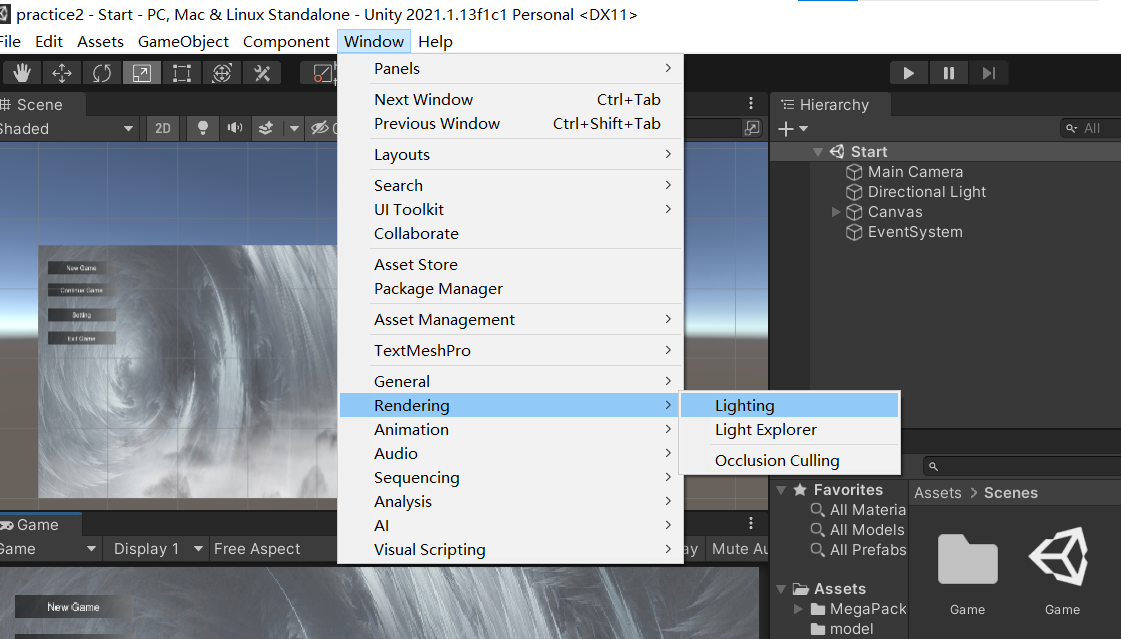 practice2 - Start - PC, Mac & Linux Standalone - Unity 2021.1.13f1c1 Personal <DX11>
File Edit Assets GameObject Component Window Help
Panels
Next Window Ctrl+Tab
Previous Window Ctrl+Shift+Tab
Layouts
Search
UI Toolkit
Collaborate
Asset Store
Package Manager
Asset Management
TextMeshPro
General
Rendering
Animation
Audio
Sequencing
Analysis
AI
Visual Scripting
Lighting
Light Explorer
Occlusion Culling
Scene
Shaded 2D
New Game
Continue Game
Setting
Exit Game
Game
Game Display 1 Free Aspect Mute Au
New Game
Hierarchy
All
Start
Main Camera
Directional Light
Canvas
EventSystem
Favorites
All Materia
All Models
All Prefabs
Assets
MegaPack
model
Assets > Scenes
Game
Game